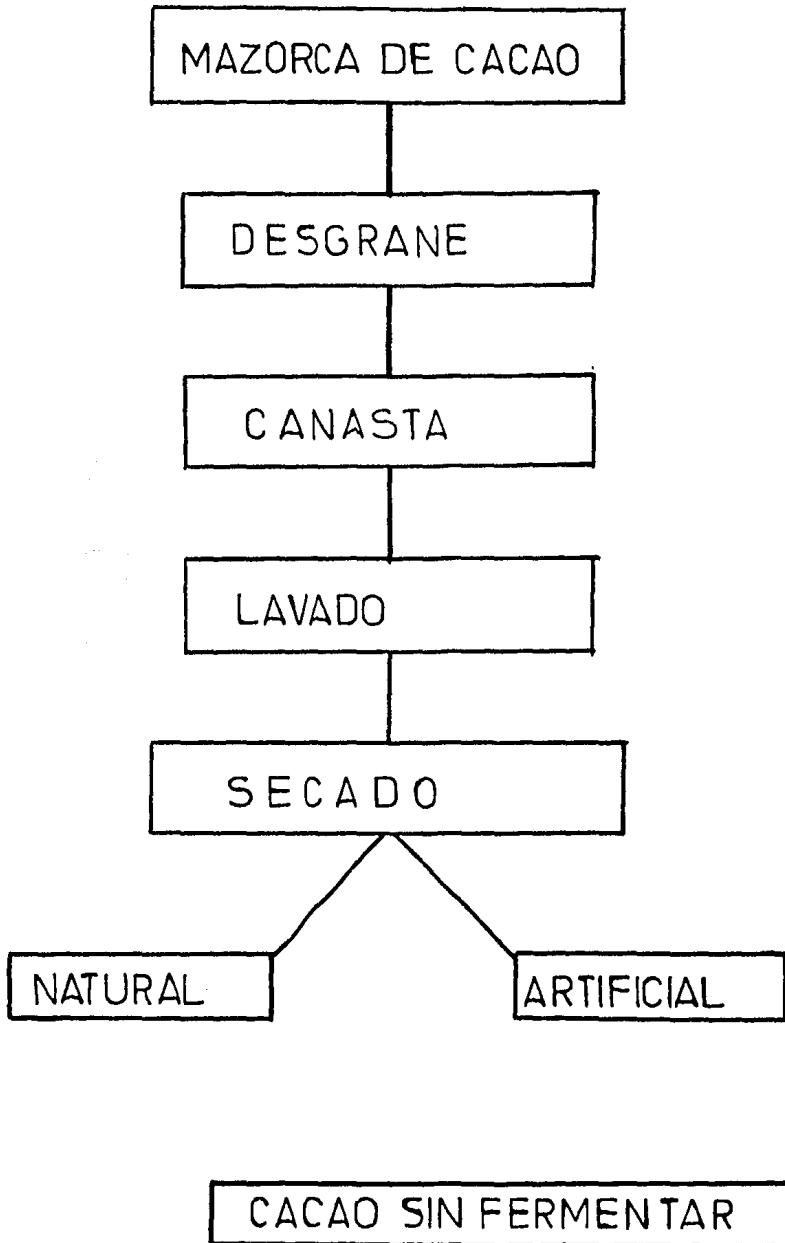 MAZORCA DE CACAO
DESGRANE
CANASTA
LAVADO
SECADO
NATURAL
ARTIFICIAL
CACAO SIN FERMENTAR